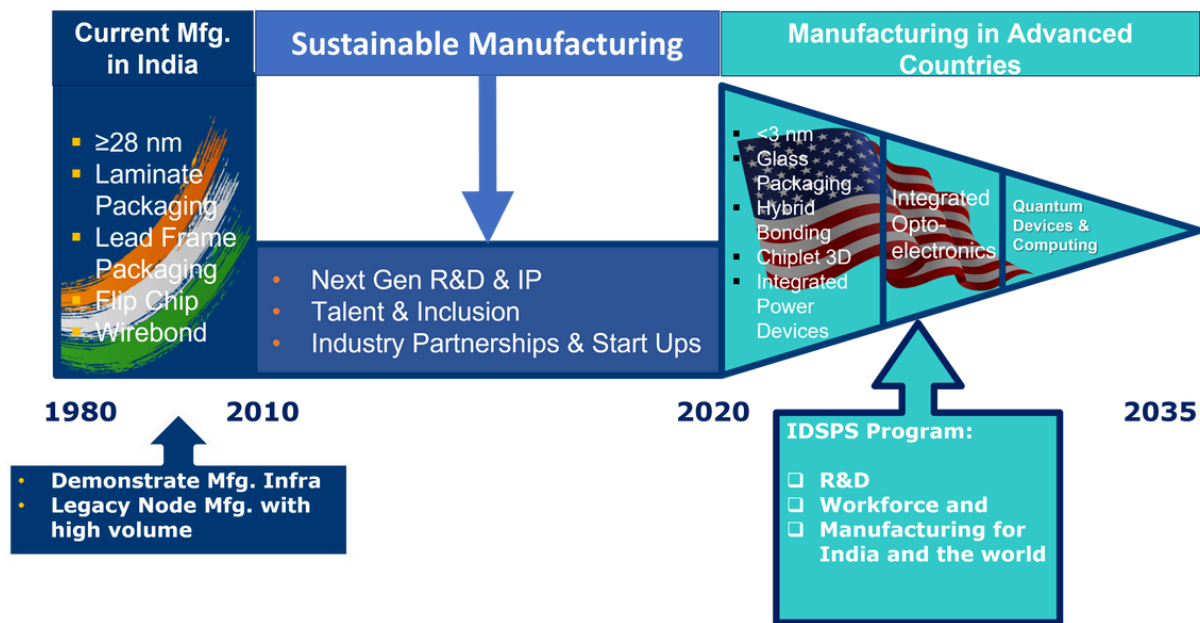 Current Mfg.
in India
Sustainable Manufacturing
Manufacturing in Advanced
Countries
▪ ≥28 nm
▪ Laminate
Packaging
▪ Lead Frame
Packaging
▪ Flip Chip
▪ Wirebond
• Next Gen R&D & IP
• Talent & Inclusion
• Industry Partnerships & Start Ups
▪ <3 nm
▪ Glass
Packaging
▪ Hybrid
Bonding
▪ Chiplet 3D
▪ Integrated
Power
Devices
Integrated
Opto-
electronics
Quantum
Devices &
Computing
1980
2010
2020
2035
• Demonstrate Mfg. Infra
• Legacy Node Mfg. with
high volume
IDSPS Program:
❑ R&D
❑ Workforce and
❑ Manufacturing for
India and the world